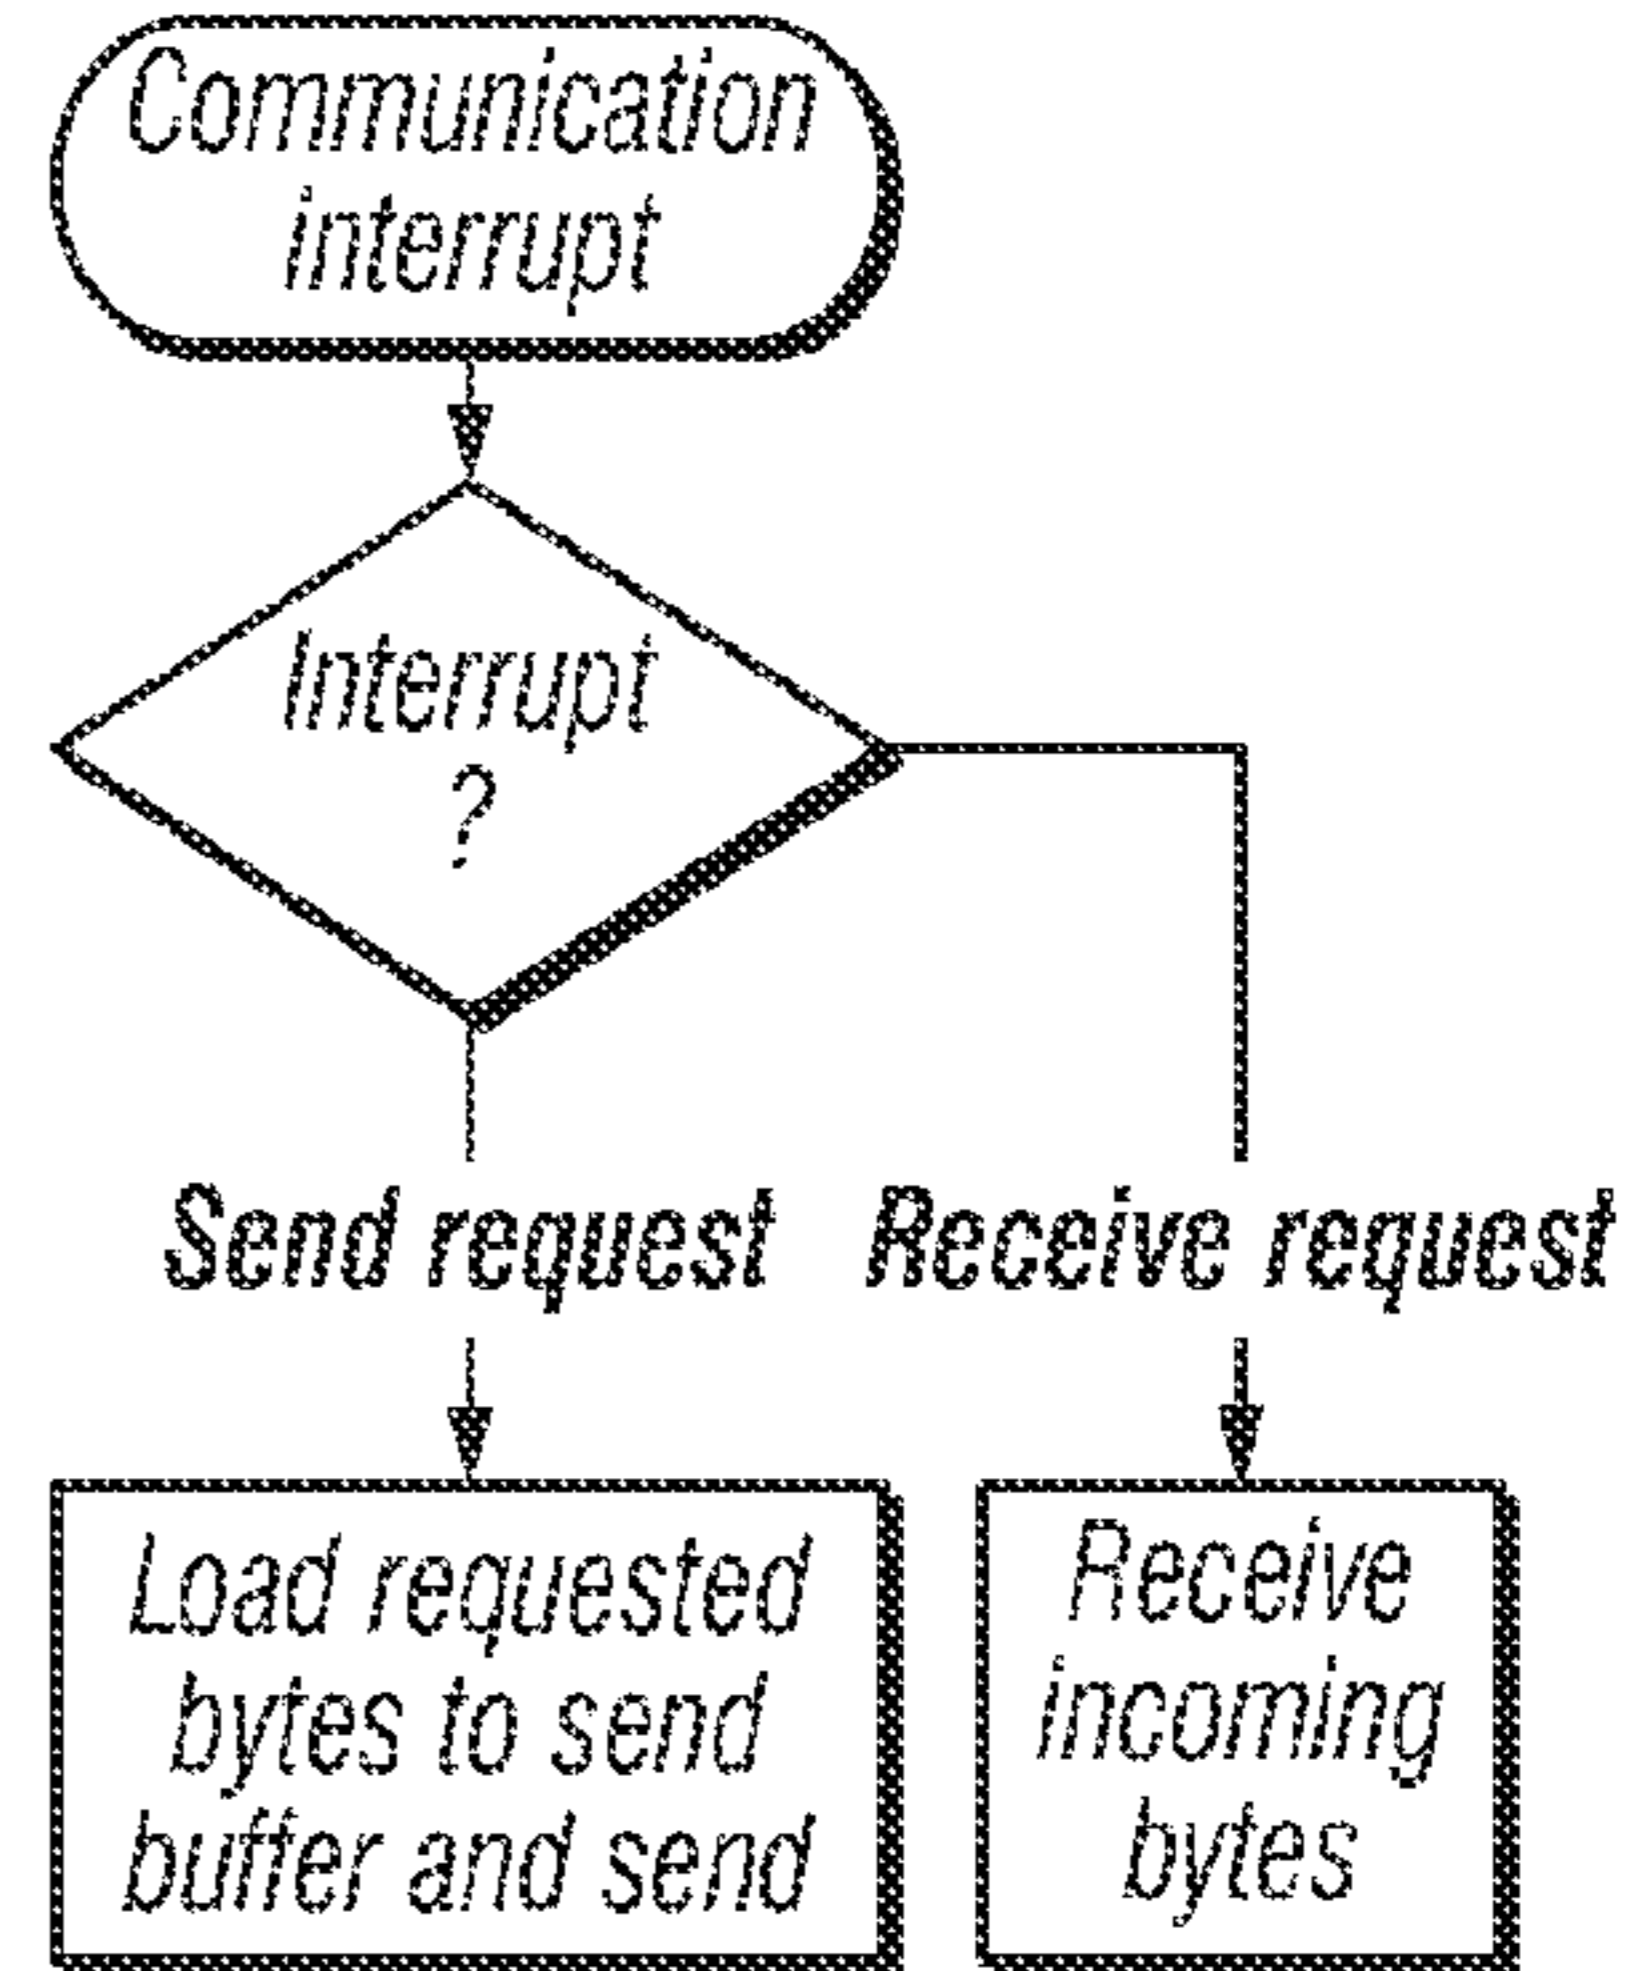 Communication
interrupt
Interrupt
?
Send request
Receive request
Load requested
bytes to send
buffer and send
Receive
incoming
bytes